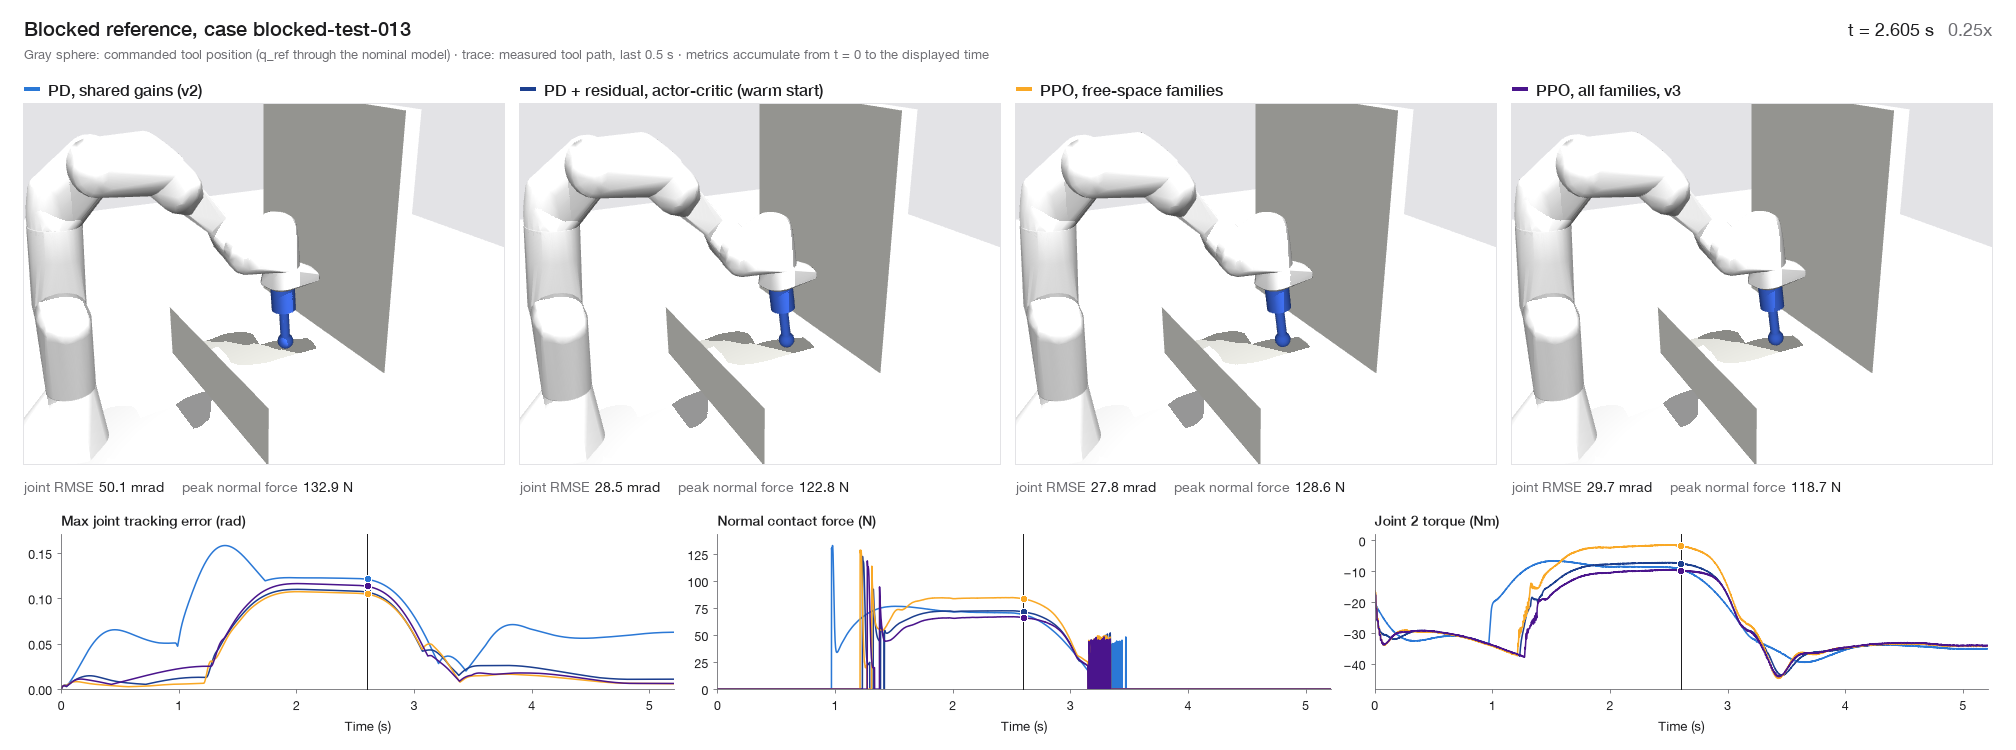 Blocked reference, case blocked-test-013
t = 2.605 s 0.25x
Gray sphere: commanded tool position (q_ref through the nominal model) · trace: measured tool path, last 0.5 s · metrics accumulate from t = 0 to the displayed time
PD, shared gains (v2)
PD + residual, actor-critic (warm start)
PPO, free-space families
PPO, all families, v3
joint RMSE 50.1 mrad peak normal force 132.9 N
joint RMSE 28.5 mrad peak normal force 122.8 N
joint RMSE 27.8 mrad peak normal force 128.6 N
joint RMSE 29.7 mrad peak normal force 118.7 N
Max joint tracking error (rad)
0.15
0.10
0.05
0.00
0 1 2 3 4 5
Time (s)
Normal contact force (N)
125
100
75
50
25
0
0 1 2 3 4 5
Time (s)
Joint 2 torque (Nm)
0
−10
−20
−30
−40
0 1 2 3 4 5
Time (s)